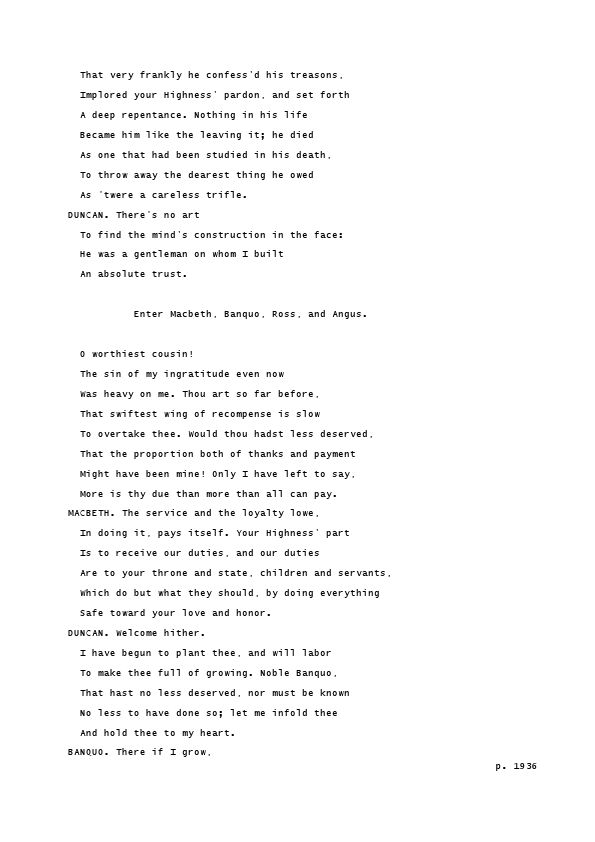 That very frankly he confess'd his treasons,
Implored your Highness' pardon, and set forth
A deep repentance. Nothing in his life
Became him like the leaving it; he died
As one that had been studied in his death,
To throw away the dearest thing he owed
As 'twere a careless trifle.
DUNCAN. There's no art
To find the mind's construction in the face:
He was a gentleman on whom I built
An absolute trust.
Enter Macbeth, Banquo, Ross, and Angus.
O worthiest cousin!
The sin of my ingratitude even now
Was heavy on me. Thou art so far before,
That swiftest wing of recompense is slow
To overtake thee. Would thou hadst less deserved,
That the proportion both of thanks and payment
Might have been mine! Only I have left to say,
More is thy due than more than all can pay.
MACBETH. The service and the loyalty lowe,
In doing it, pays itself. Your Highness' part
Is to receive our duties, and our duties
Are to your throne and state, children and servants,
Which do but what they should, by doing everything
Safe toward your love and honor.
DUNCAN. Welcome hither.
I have begun to plant thee, and will labor
To make thee full of growing. Noble Banquo,
That hast no less deserved, nor must be known
No less to have done so; let me infold thee
And hold thee to my heart.
BANQUO. There if I grow,
p. 1936